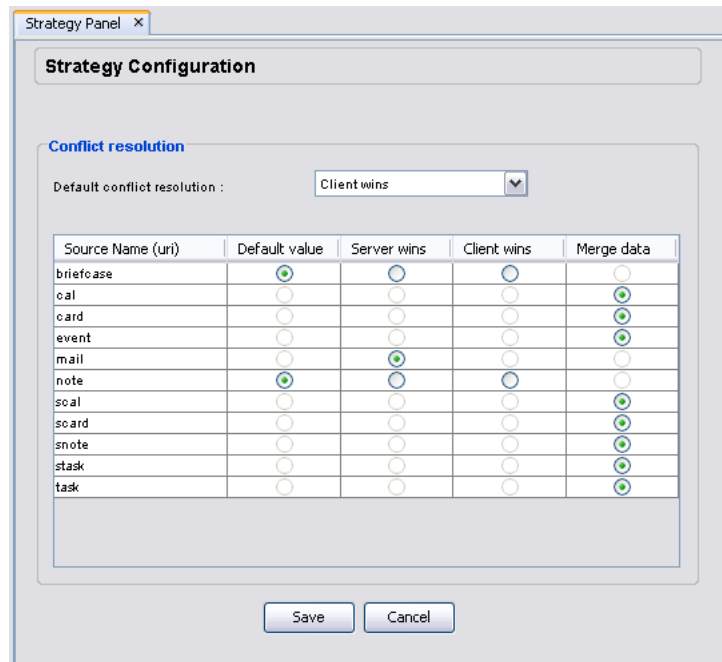 Strategy Panel ×
Strategy Configuration
Conflict resolution
Default conflict resolution : Client wins
Source Name (uri) Default value Server wins Client wins Merge data
briefcase
cal
card
event
mail
note
scal
scard
snote
stask
task
Save Cancel